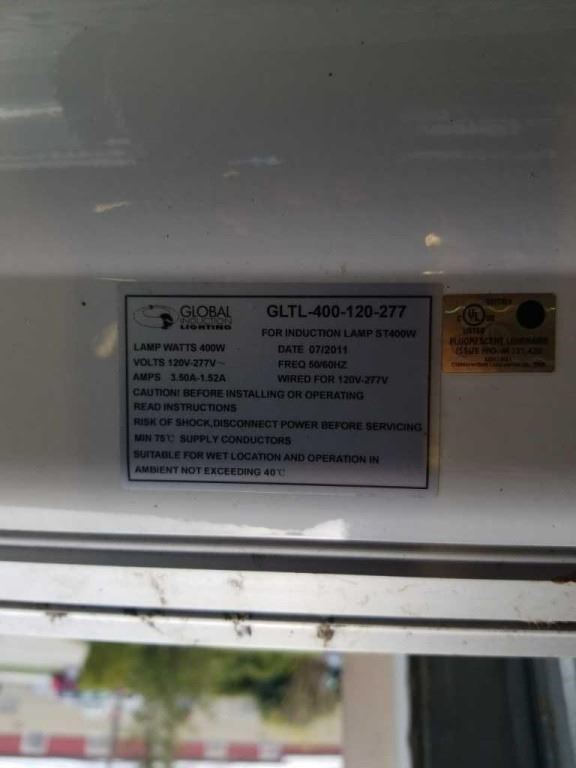 GLOBAL
INDUCTION
LIGHTING
GLTL-400-120-277
FOR INDUCTION LAMP ST400W
LAMP WATTS 400W DATE 07/2011
VOLTS 120V-277V~ FREQ 50/60HZ
AMPS 3.50A-1.52A WIRED FOR 120V-277V
CAUTION! BEFORE INSTALLING OR OPERATING
READ INSTRUCTIONS
RISK OF SHOCK,DISCONNECT POWER BEFORE SERVICING
MIN 75℃ SUPPLY CONDUCTORS
SUITABLE FOR WET LOCATION AND OPERATION IN
AMBIENT NOT EXCEEDING 40℃
UL
LISTED
FLUORESCENT LUMINAIRE